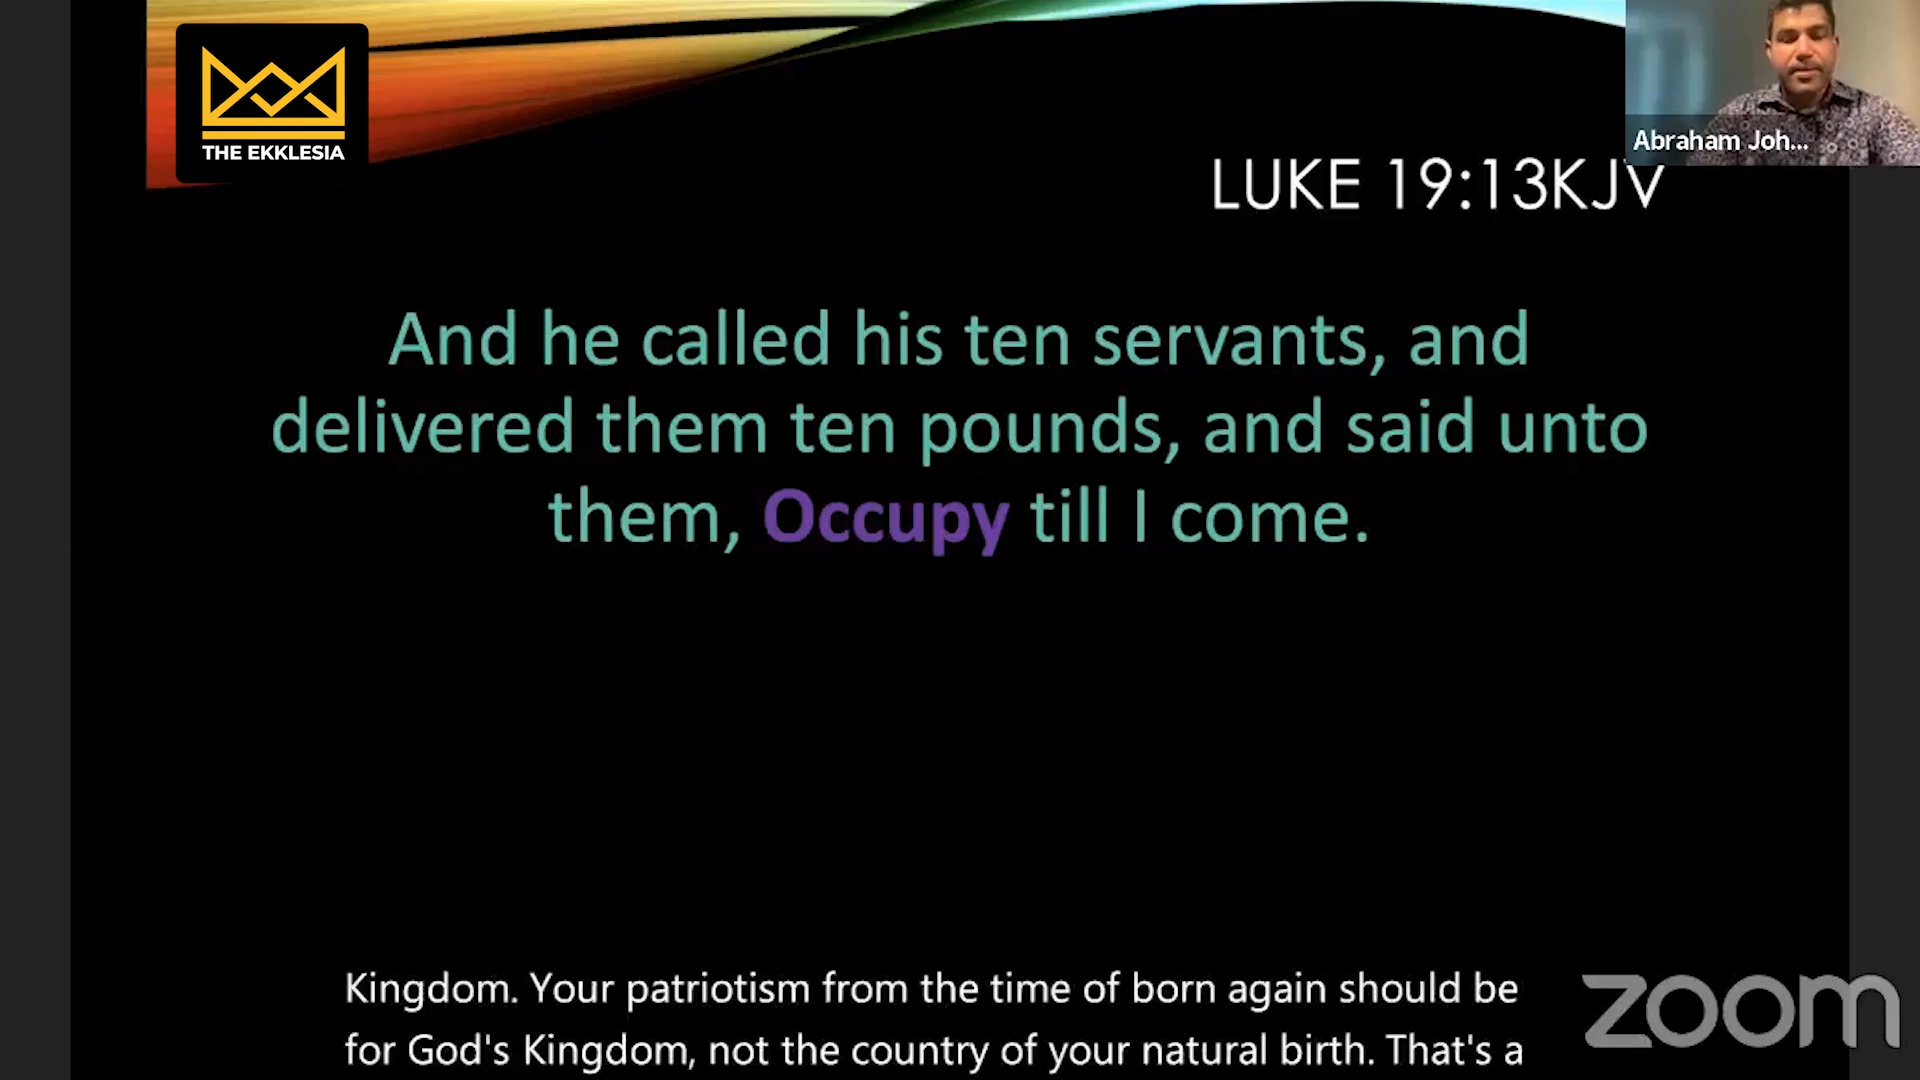 THE EKKLESIA
Abraham Joh...
LUKE 19:13KJV
And he called his ten servants, and
delivered them ten pounds, and said unto
them, Occupy till I come.
Kingdom. Your patriotism from the time of born again should be
for God's Kingdom, not the country of your natural birth. That's a
zoom